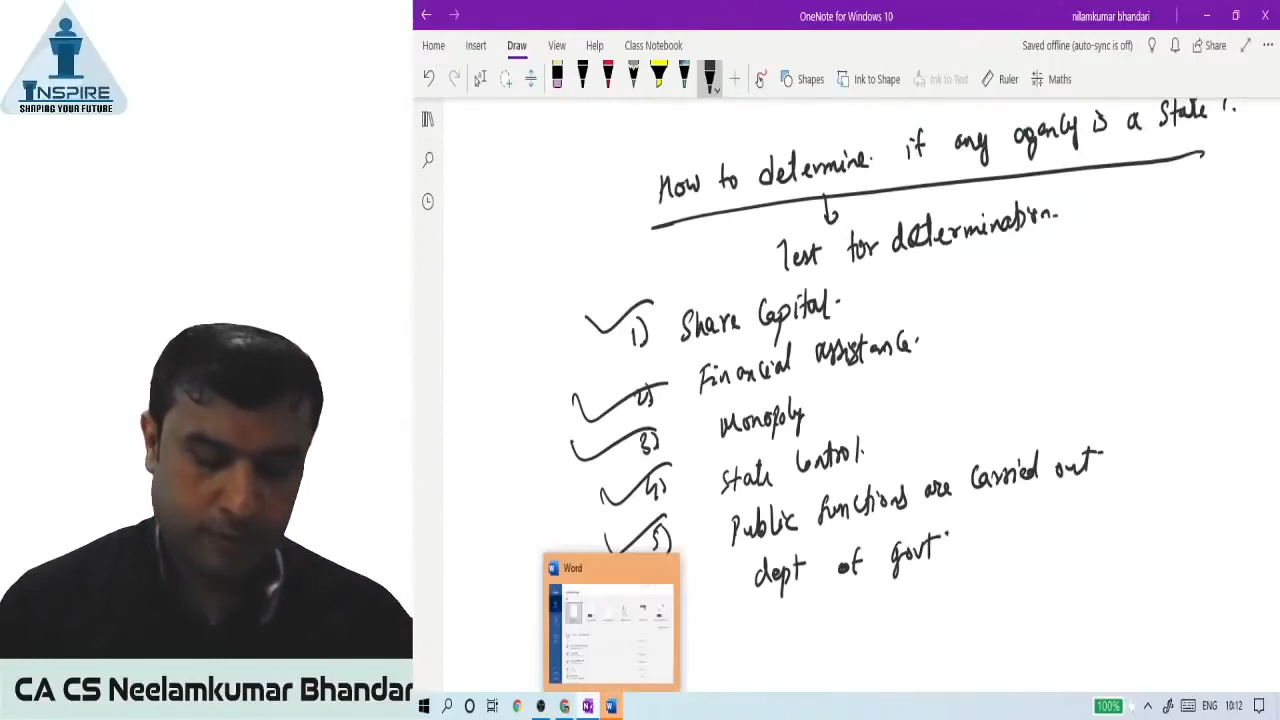 INSPIRE
SHAPING YOUR FUTURE
OneNote for Windows 10
nilamkumar bhandari
Home Insert Draw View Help Class Notebook
Saved offline (auto-sync is off)
Share
Shapes
Ink to Shape
Ink to Text
Ruler
Maths
How to determine. if any agency is a State ?.
Test for determination.
1) Share Capital.
2) Financial assistance.
3) Monopoly
4) State Control.
5) Public functions are carried out
dept of govt.
Word
CA CS Neelamkumar Bhandari
100%
ENG
18:12